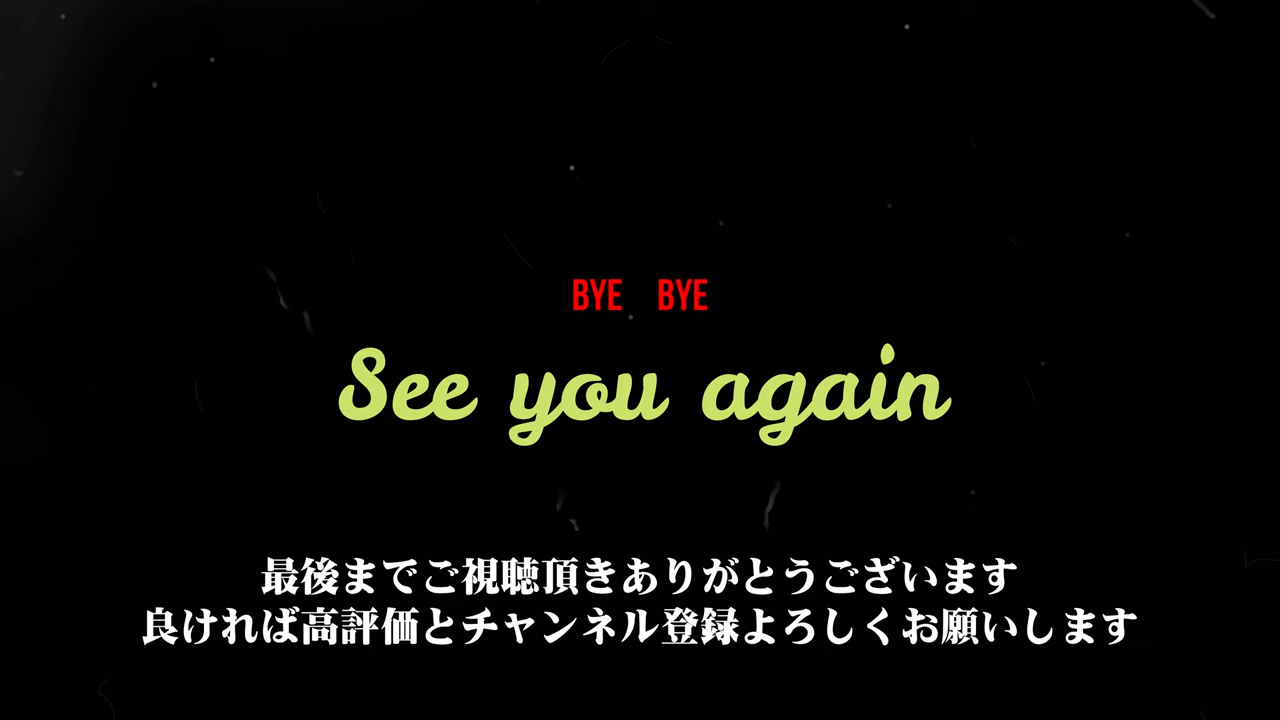 BYE BYE
See you again
最後までご視聴頂きありがとうございます
良ければ高評価とチャンネル登録よろしくお願いします